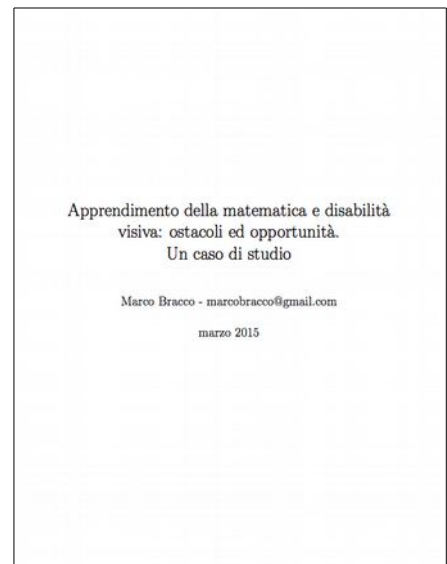 Apprendimento della matematica e disabilità
visiva: ostacoli ed opportunità.
Un caso di studio
Marco Bracco - marcobracco@gmail.com
marzo 2015